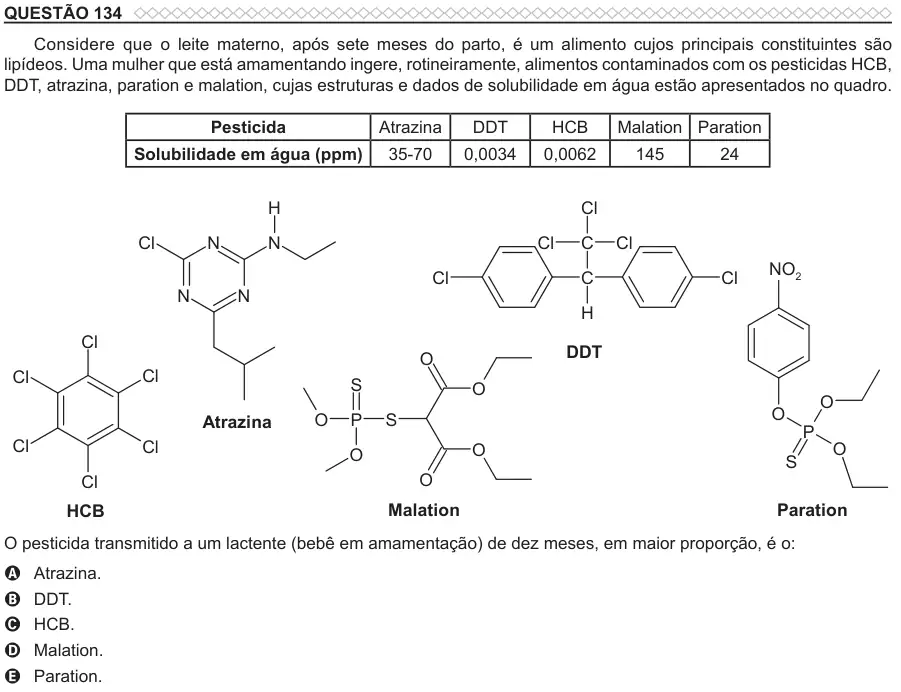 QUESTÃO 134
Considere que o leite materno, após sete meses do parto, é um alimento cujos principais constituintes são
lipídeos. Uma mulher que está amamentando ingere, rotineiramente, alimentos contaminados com os pesticidas HCB,
DDT, atrazina, paration e malation, cujas estruturas e dados de solubilidade em água estão apresentados no quadro.
Pesticida Atrazina DDT HCB Malation Paration
Solubilidade em água (ppm) 35-70 0,0034 0,0062 145 24
Cl N N H
N N
Atrazina
Cl Cl Cl Cl Cl Cl
HCB
S O P S O O O O O
Malation
Cl Cl C Cl
Cl C Cl
H
DDT
NO2
O O P O S
Paration
O pesticida transmitido a um lactente (bebê em amamentação) de dez meses, em maior proporção, é o:
A Atrazina.
B DDT.
C HCB.
D Malation.
E Paration.